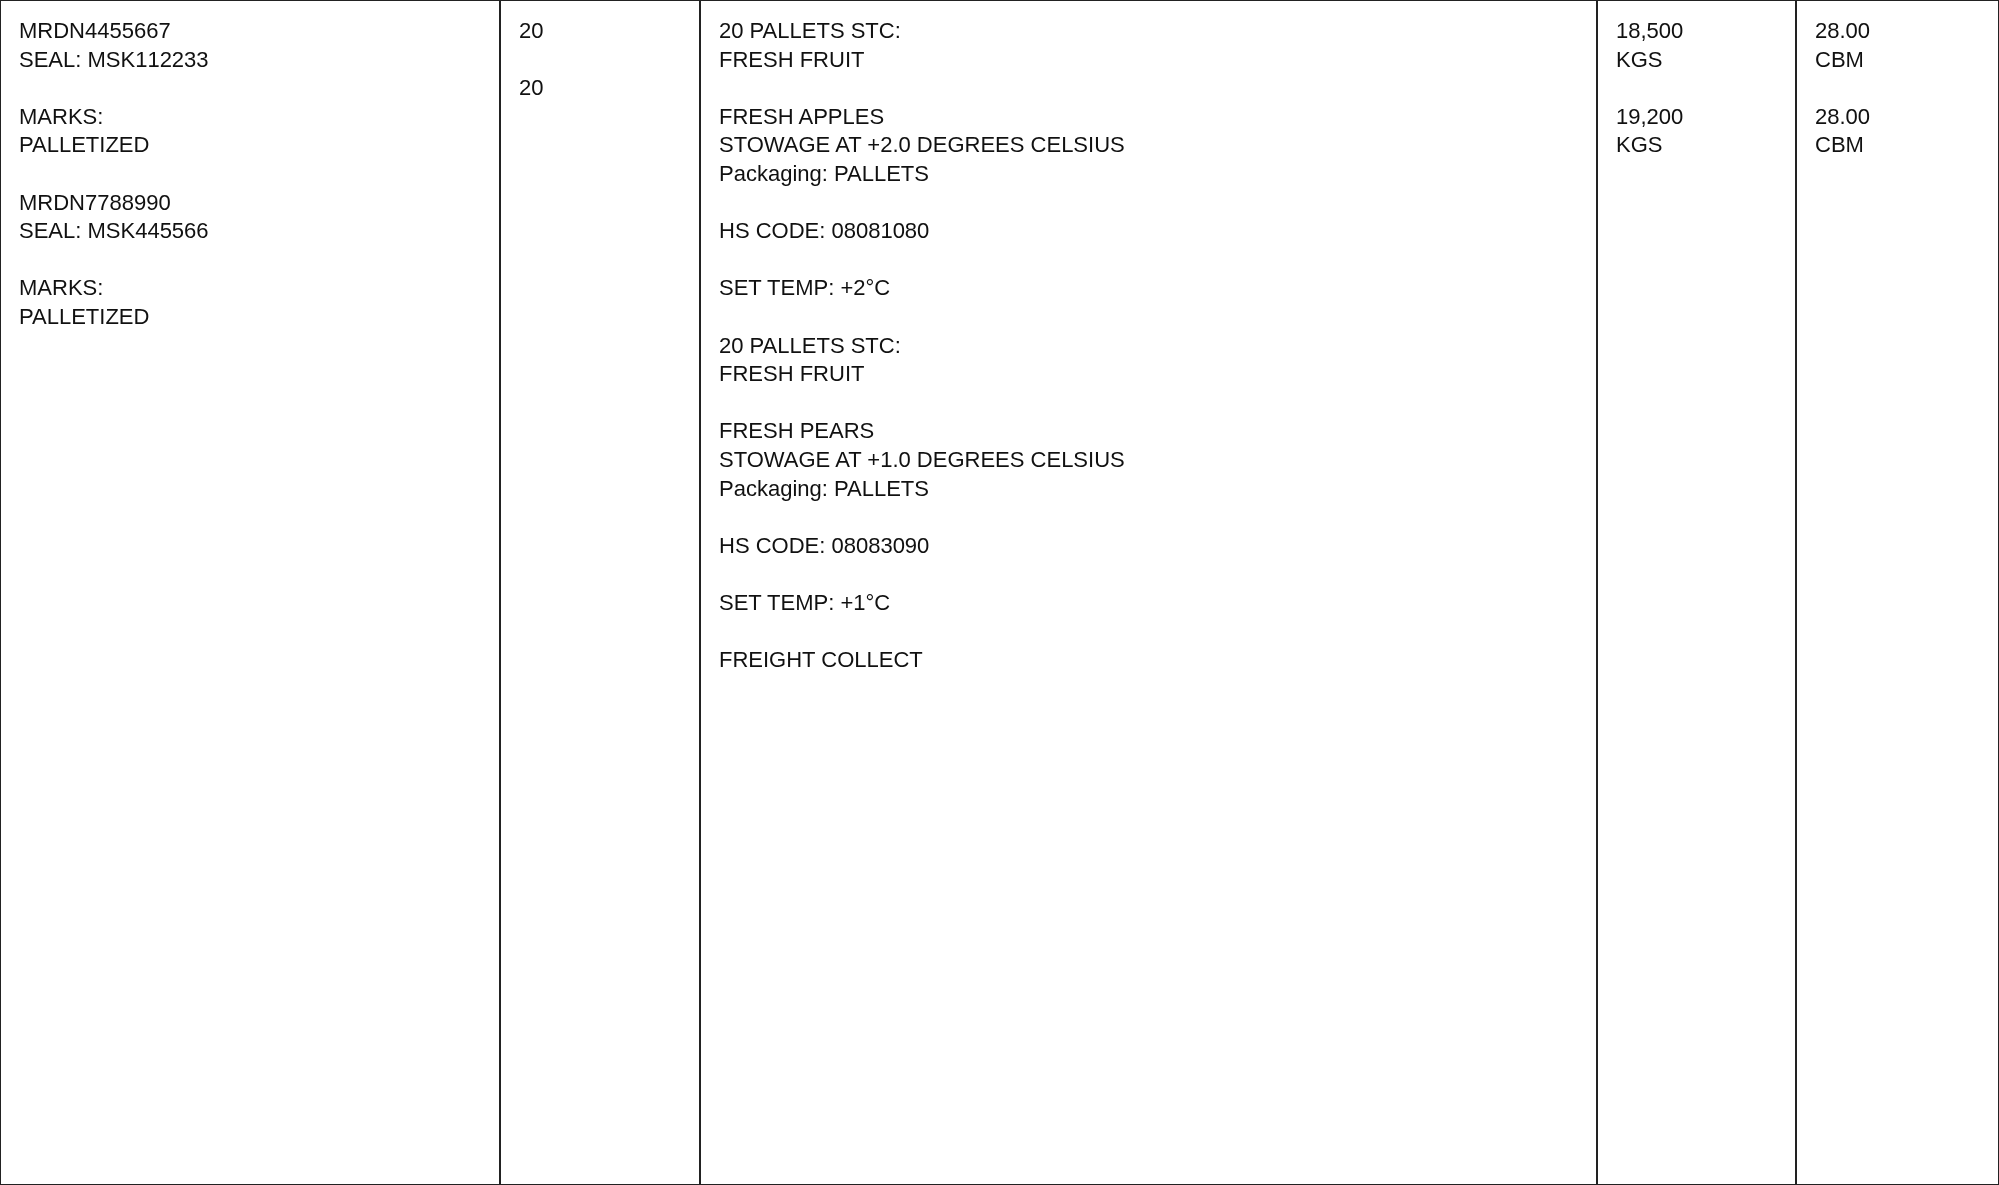 MRDN4455667
SEAL: MSK112233
MARKS:
PALLETIZED
MRDN7788990
SEAL: MSK445566
MARKS:
PALLETIZED
20
20
20 PALLETS STC:
FRESH FRUIT
FRESH APPLES
STOWAGE AT +2.0 DEGREES CELSIUS
Packaging: PALLETS
HS CODE: 08081080
SET TEMP: +2°C
20 PALLETS STC:
FRESH FRUIT
FRESH PEARS
STOWAGE AT +1.0 DEGREES CELSIUS
Packaging: PALLETS
HS CODE: 08083090
SET TEMP: +1°C
FREIGHT COLLECT
18,500
KGS
19,200
KGS
28.00
CBM
28.00
CBM